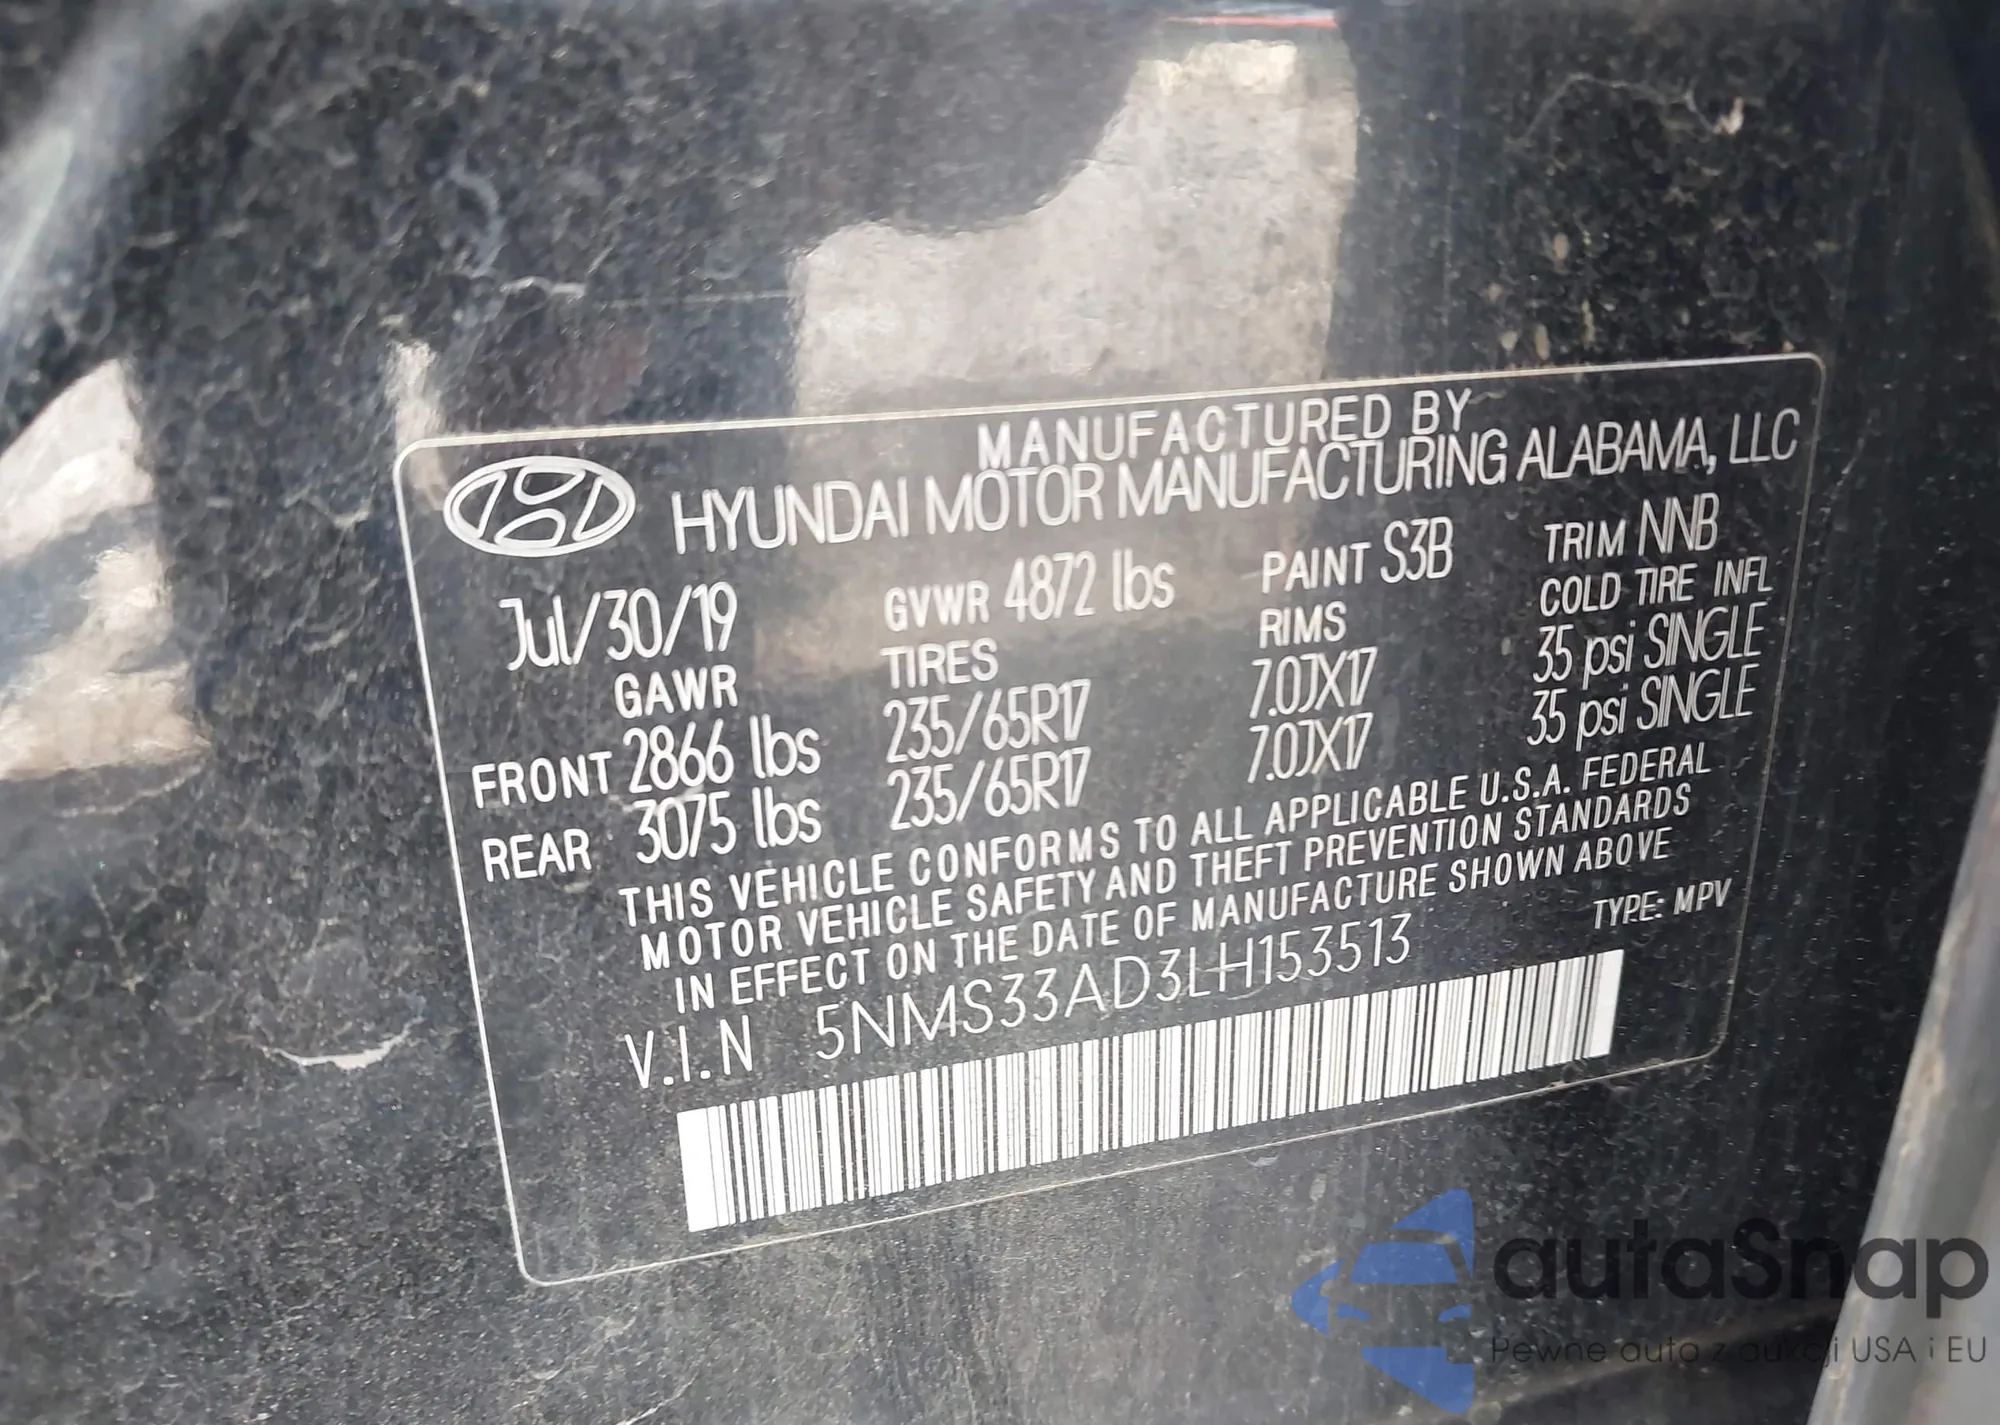 MANUFACTURED BY
HYUNDAI MOTOR MANUFACTURING ALABAMA, LLC
Jul/30/19 GVWR 4872 lbs PAINT S3B TRIM NNB
GAWR TIRES RIMS COLD TIRE INFL
FRONT 2866 lbs 235/65R17 7.0JX17 35 psi SINGLE
REAR 3075 lbs 235/65R17 7.0JX17 35 psi SINGLE
THIS VEHICLE CONFORMS TO ALL APPLICABLE U.S.A. FEDERAL
MOTOR VEHICLE SAFETY AND THEFT PREVENTION STANDARDS
IN EFFECT ON THE DATE OF MANUFACTURE SHOWN ABOVE
V.I.N 5NMS33AD3LH153513 TYPE: MPV
autaSnap
Pewne auta z aukcji USA i EU